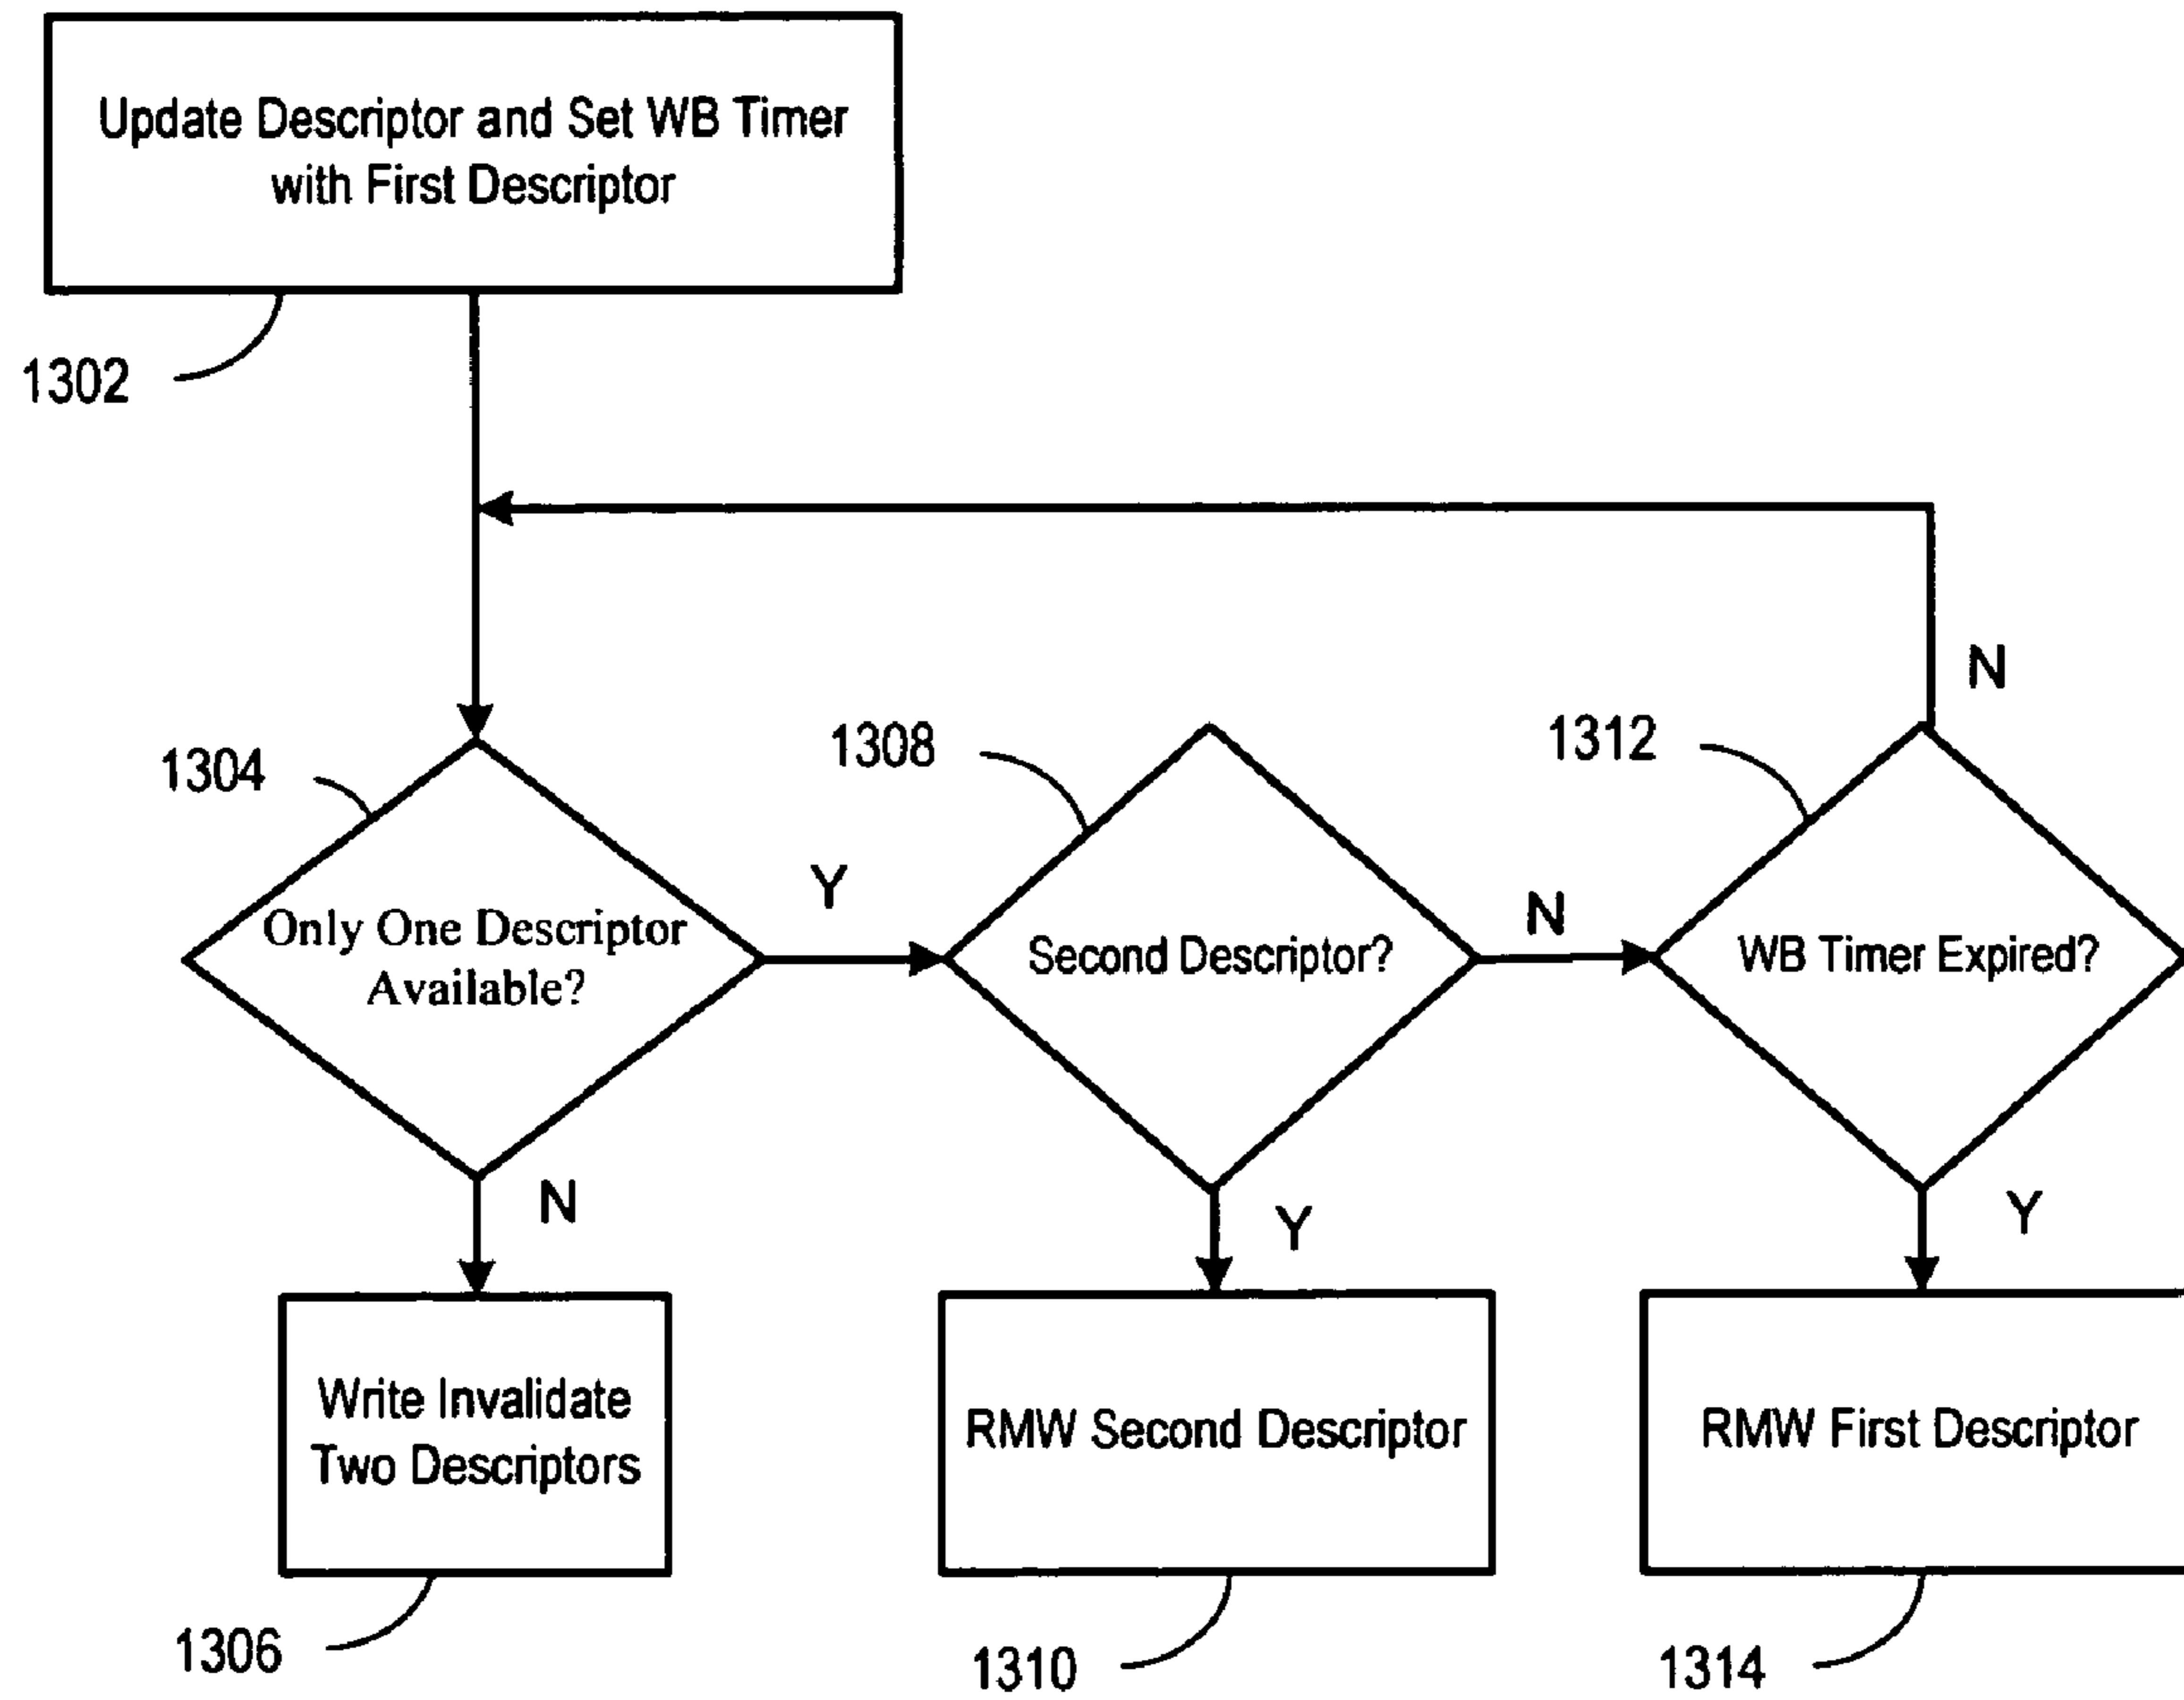 Update Descriptor and Set WB Timer
with First Descriptor
1302
N
1304
1308
1312
Y
N
Only One Descriptor
Available?
Second Descriptor?
WB Timer Expired?
N
Y
Y
Write Invalidate
Two Descriptors
RMW Second Descriptor
RMW First Descriptor
1306
1310
1314